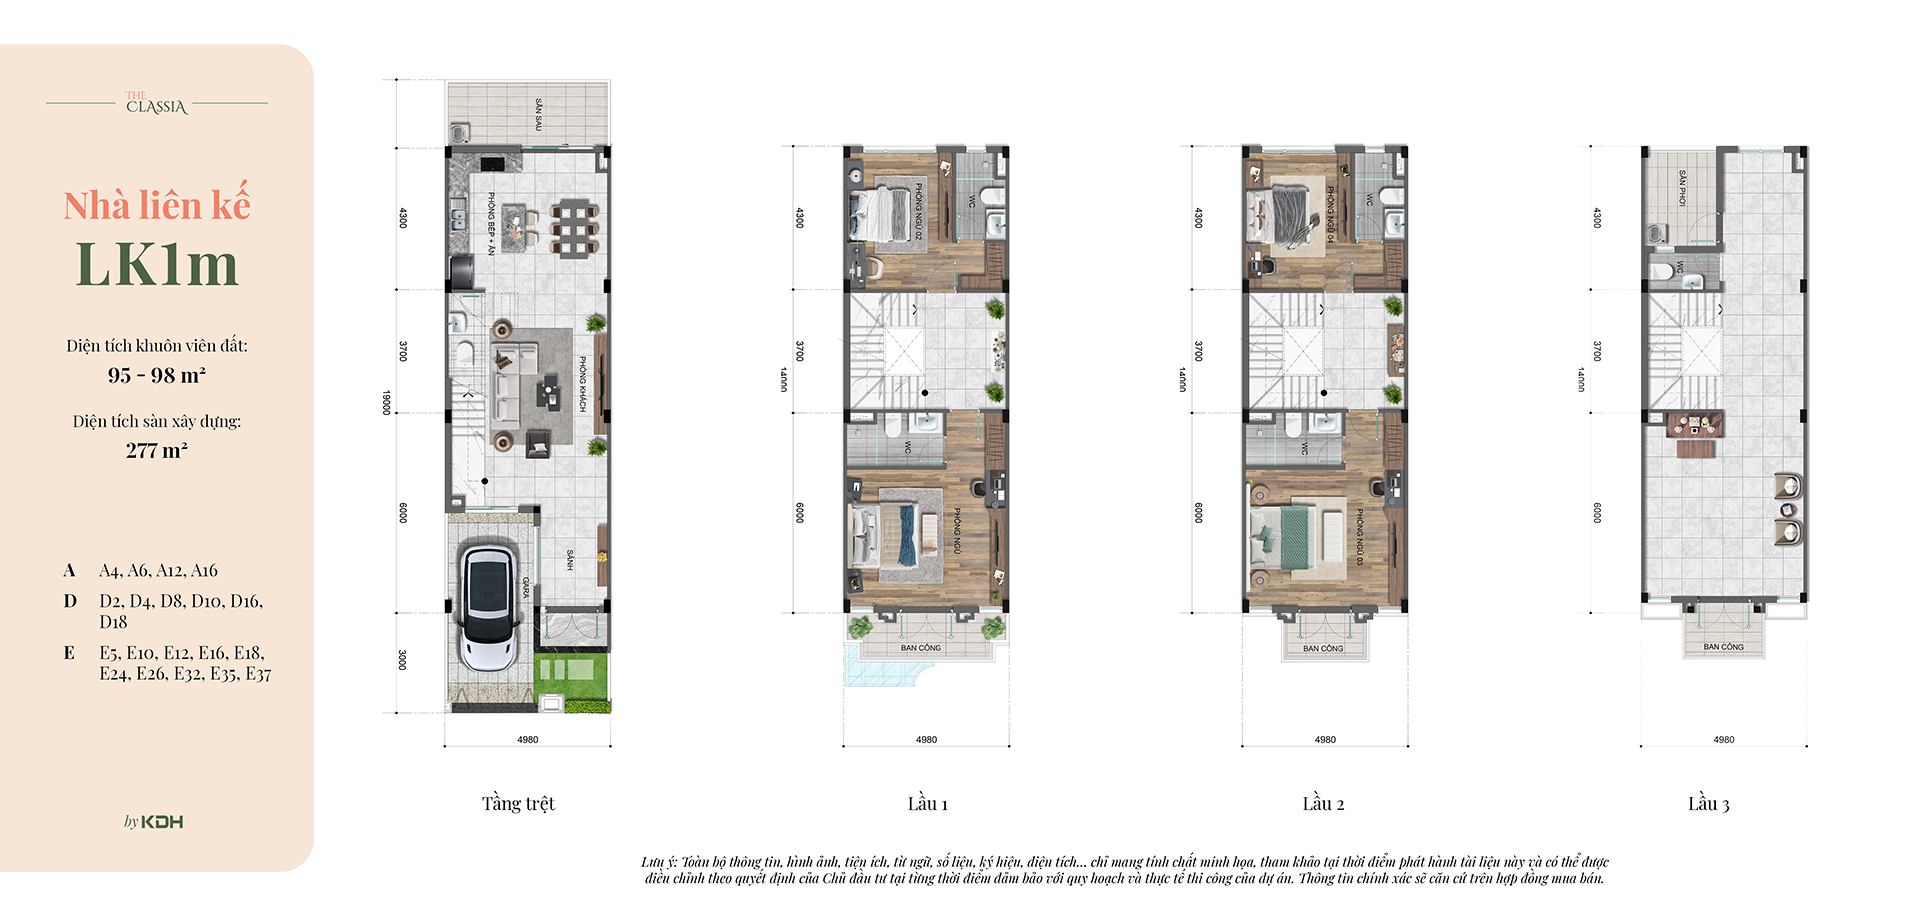 THE
CLASSIA
Nhà liên kế
LK1m
Diện tích khuôn viên đất:
95 - 98 m²
Diện tích sàn xây dựng:
277 m²
A A4, A6, A12, A16
D D2, D4, D8, D10, D16,
D18
E E5, E10, E12, E16, E18,
E24, E26, E32, E35, E37
by KDH
SÂN SAU
PHÒNG BẾP + ĂN
PHÒNG KHÁCH
SẢNH
GARA
4300
3700
19000
6000
3000
4980
Tầng trệt
PHÒNG NGỦ 02
WC
WC
PHÒNG NGỦ
BAN CÔNG
4300
3700
14000
6000
4980
Lầu 1
PHÒNG NGỦ 04
WC
WC
PHÒNG NGỦ 03
BAN CÔNG
4300
3700
14000
6000
4980
Lầu 2
SÂN PHƠI
WC
BAN CÔNG
4300
3700
14000
6000
4980
Lầu 3
Lưu ý: Toàn bộ thông tin, hình ảnh, tiện ích, từ ngữ, số liệu, ký hiệu, diện tích... chỉ mang tính chất minh họa, tham khảo tại thời điểm phát hành tài liệu này và có thể được
điều chỉnh theo quyết định của Chủ đầu tư tại từng thời điểm đảm bảo với quy hoạch và thực tế thi công của dự án. Thông tin chính xác sẽ căn cứ trên hợp đồng mua bán.